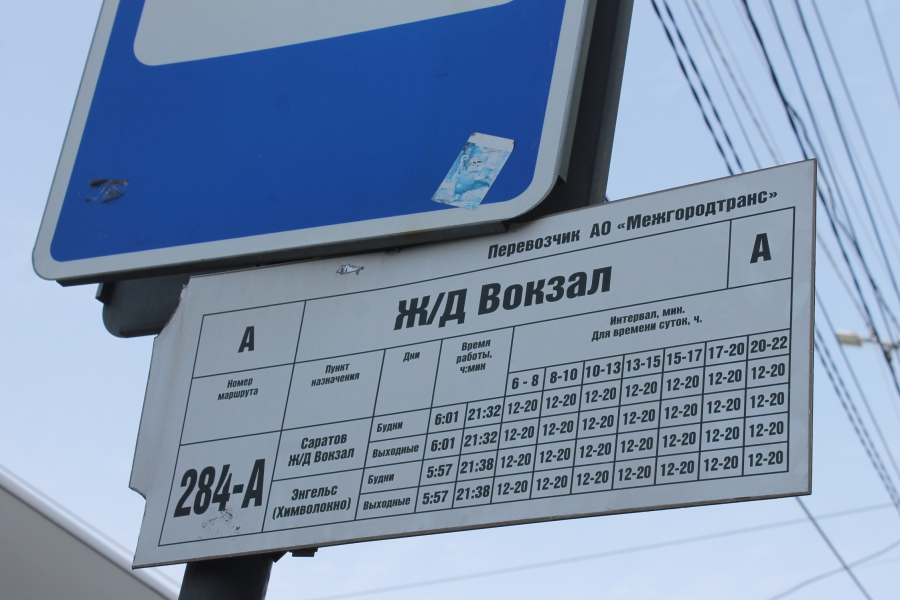 Перевозчик АО «Межгородтранс»
А Ж/Д Вокзал А
Номер маршрута Пункт назначения Дни Время работы, ч:мин Интервал, мин. Для времени суток, ч.
6 - 8 8-10 10-13 13-15 15-17 17-20 20-22
284-А
Саратов Ж/Д Вокзал Будни 6:01 21:32 12-20 12-20 12-20 12-20 12-20 12-20 12-20
Выходные 6:01 21:32 12-20 12-20 12-20 12-20 12-20 12-20 12-20
Энгельс (Химволокно) Будни 5:57 21:38 12-20 12-20 12-20 12-20 12-20 12-20 12-20
Выходные 5:57 21:38 12-20 12-20 12-20 12-20 12-20 12-20 12-20